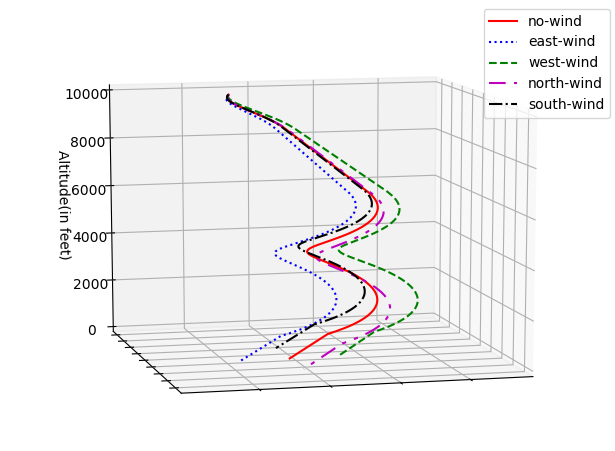 no-wind
east-wind
west-wind
north-wind
south-wind
10000
8000
6000
4000
2000
0
Altitude(in feet)